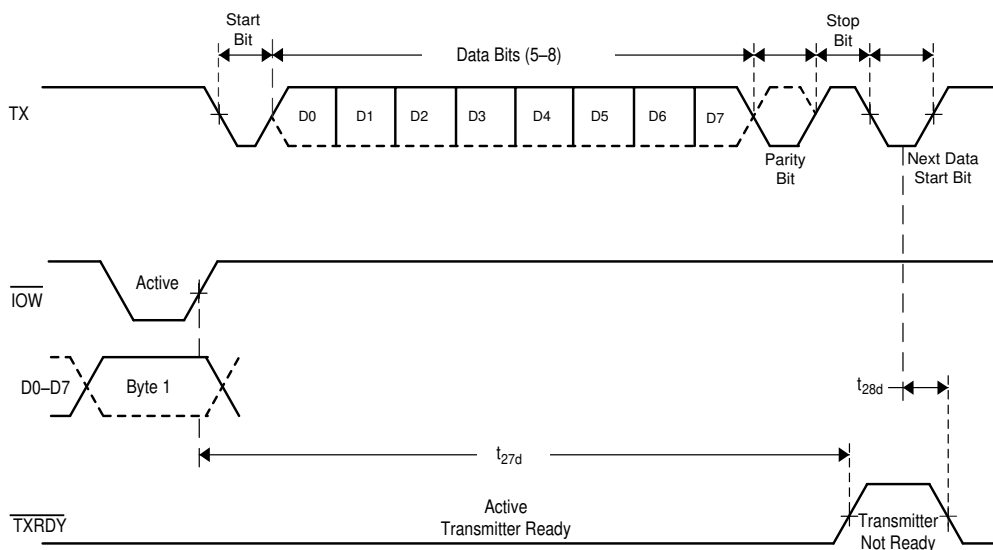 Start
Bit
Data Bits (5–8)
Stop
Bit
TX
D0
D1
D2
D3
D4
D5
D6
D7
Parity
Bit
Next Data
Start Bit
IOW
Active
D0–D7
Byte 1
t28d
t27d
TXRDY
Active
Transmitter Ready
Transmitter
Not Ready